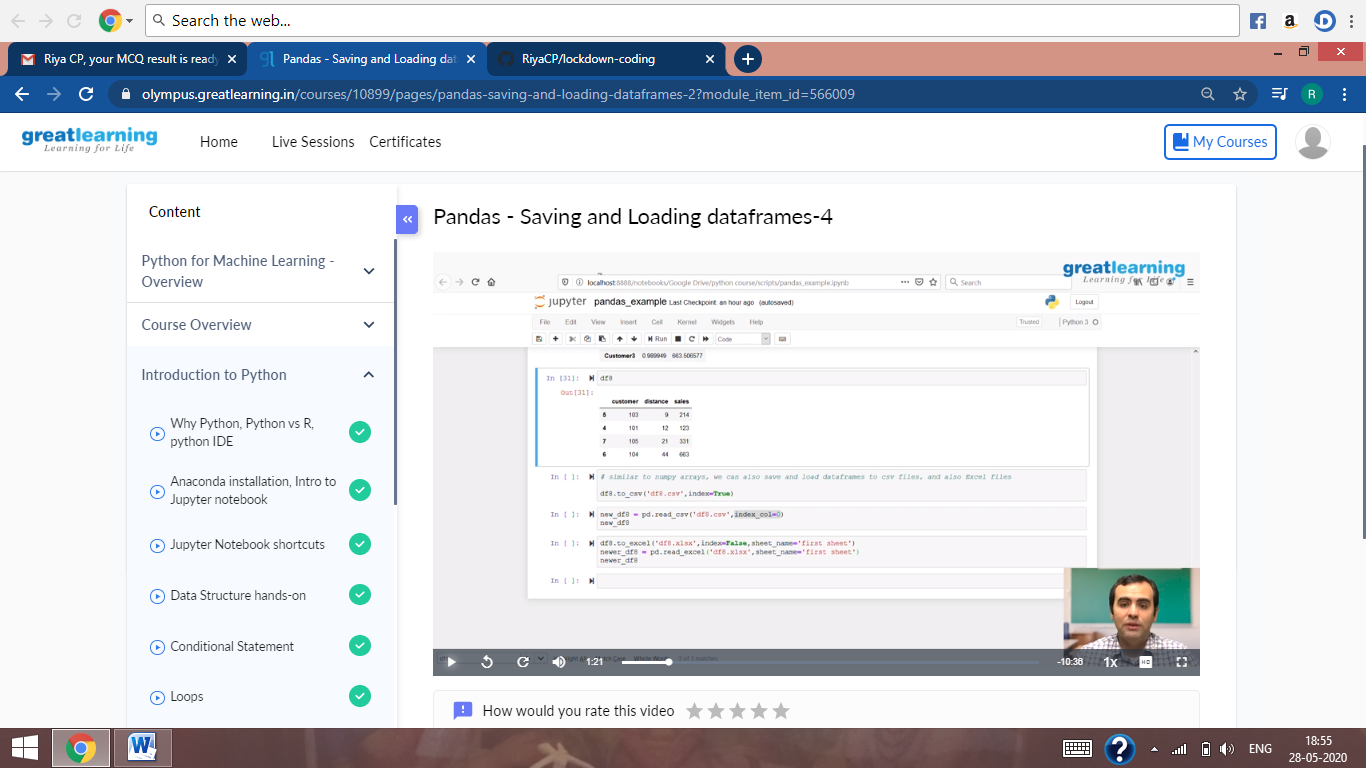 Search the web...
Riya CP, your MCQ result is ready
Pandas - Saving and Loading dat
RiyaCP/lockdown-coding
olympus.greatlearning.in/courses/10899/pages/pandas-saving-and-loading-dataframes-2?module_item_id=566009
R
greatlearning
Learning for Life
Home
Live Sessions
Certificates
My Courses
Content
Python for Machine Learning -
Overview
Course Overview
Introduction to Python
Why Python, Python vs R,
python IDE
Anaconda installation, Intro to
Jupyter notebook
Jupyter Notebook shortcuts
Data Structure hands-on
Conditional Statement
Loops
«
Pandas - Saving and Loading dataframes-4
greatlearning
Learning for Life
localhost:8888/notebooks/Google Drive/python course/scripts/pandas_example.ipynb
Search
jupyter pandas_example Last Checkpoint: an hour ago (autosaved)
Logout
File Edit View Insert Cell Kernel Widgets Help
Trusted
Python 3
Run
Code
Customer3 0.989949 663.506577
In [31]: df8
Out[31]:
customer distance sales
5 103 9 214
4 101 12 123
7 105 21 331
6 104 44 663
In [ ]: # similar to numpy arrays, we can also save and load dataframes to csv files, and also Excel files
df8.to_csv('df8.csv',index=True)
In [ ]: new_df8 = pd.read_csv('df8.csv',index_col=0)
new_df8
In [ ]: df8.to_excel('df8.xlsx',index=False,sheet_name='first sheet')
newer_df8 = pd.read_excel('df8.xlsx',sheet_name='first sheet')
newer_df8
In [ ]:
1:21
-10:36
1x
HD
How would you rate this video
W
?
ENG
18:55
28-05-2020